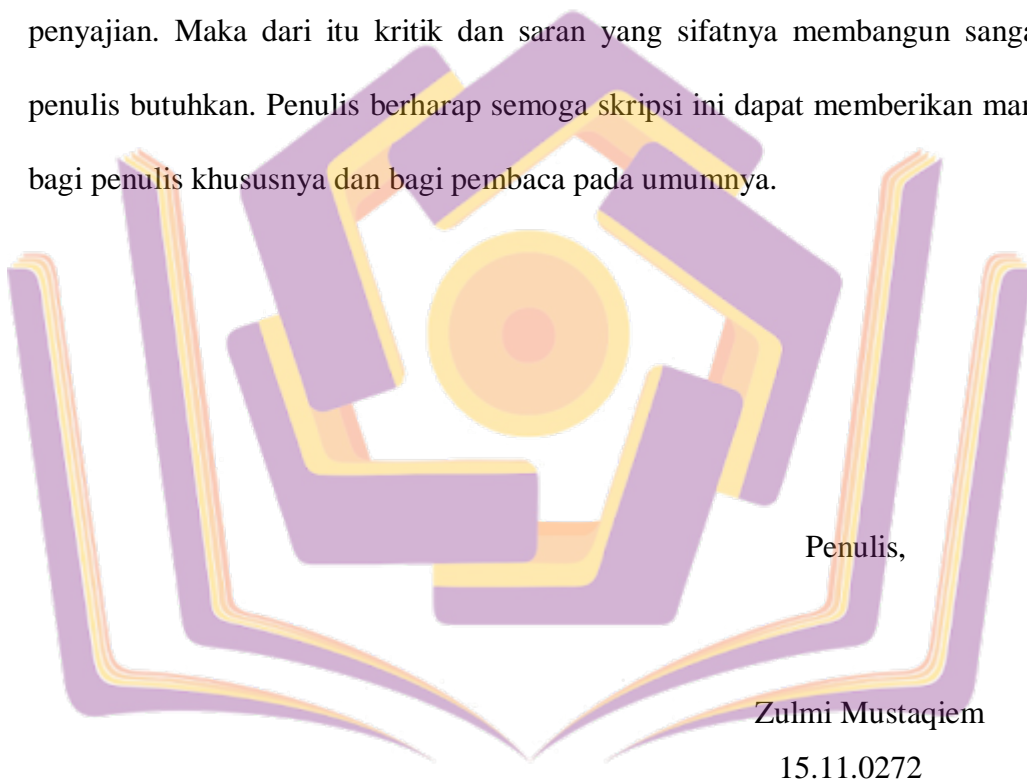 penyajian. Maka dari itu kritik dan saran yang sifatnya membangun sanga
penulis butuhkan. Penulis berharap semoga skripsi ini dapat memberikan man
bagi penulis khususnya dan bagi pembaca pada umumnya.
Penulis,
Zulmi Mustaqiem
15.11.0272